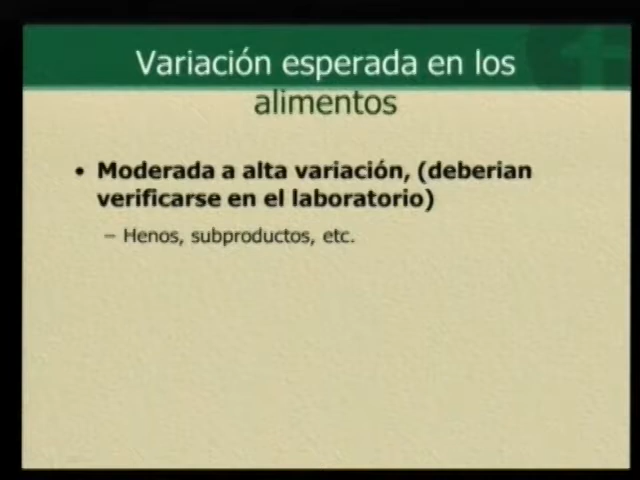 Variación esperada en los
alimentos
• Moderada a alta variación, (deberian
verificarse en el laboratorio)
– Henos, subproductos, etc.